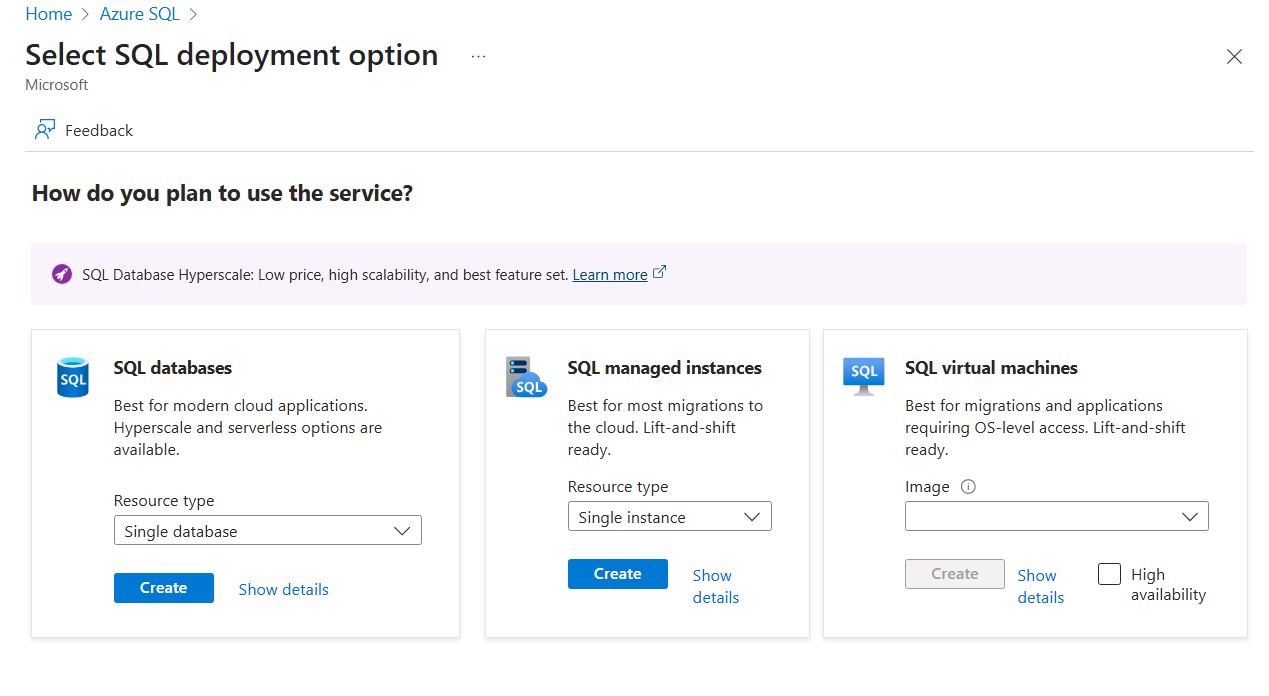 Home > Azure SQL >
Select SQL deployment option ...
Microsoft
Feedback
How do you plan to use the service?
SQL Database Hyperscale: Low price, high scalability, and best feature set. Learn more
SQL
SQL databases
Best for modern cloud applications.
Hyperscale and serverless options are
available.
Resource type
Single database
Create
Show details
SQL
SQL managed instances
Best for most migrations to
the cloud. Lift-and-shift
ready.
Resource type
Single instance
Create
Show
details
SQL
SQL virtual machines
Best for migrations and applications
requiring OS-level access. Lift-and-shift
ready.
Image
Create
Show
details
High
availability